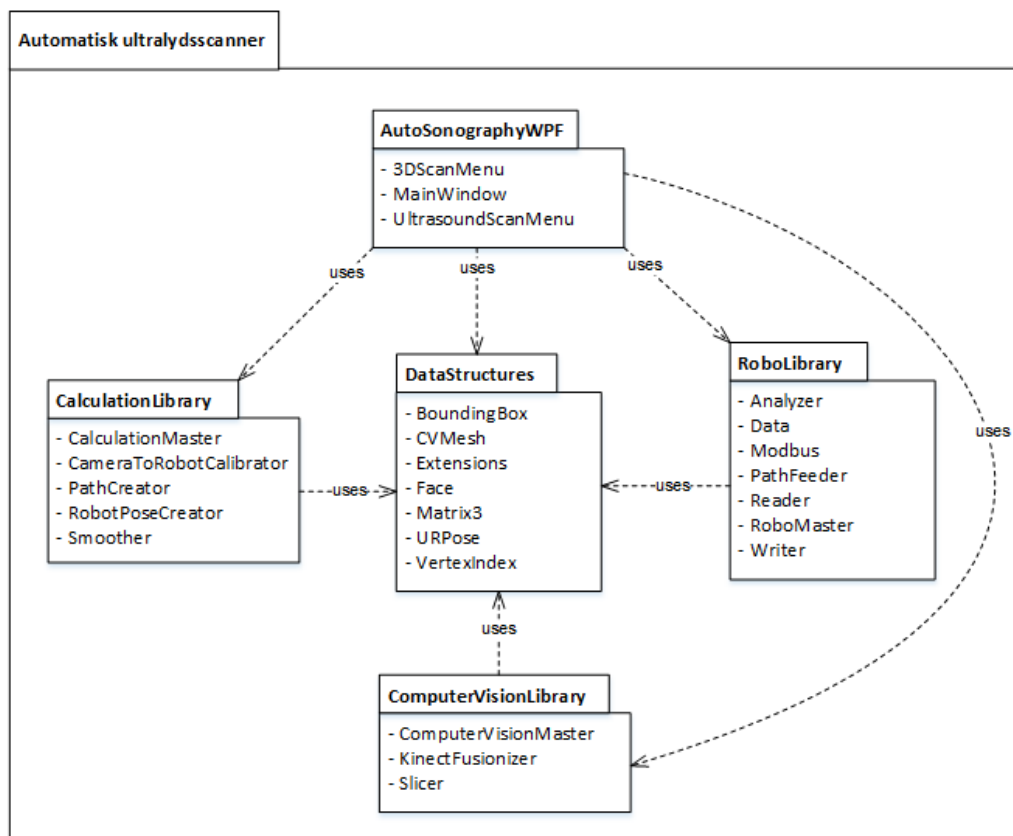 Automatisk ultralydsscanner
AutoSonographyWPF
- 3DScanMenu
- MainWindow
- UltrasoundScanMenu
uses
uses
uses
uses
CalculationLibrary
- CalculationMaster
- CameraToRobotCalibrator
- PathCreator
- RobotPoseCreator
- Smoother
uses
DataStructures
- BoundingBox
- CVMesh
- Extensions
- Face
- Matrix3
- URPose
- VertexIndex
uses
RoboLibrary
- Analyzer
- Data
- Modbus
- PathFeeder
- Reader
- RoboMaster
- Writer
uses
ComputerVisionLibrary
- ComputerVisionMaster
- KinectFusionizer
- Slicer